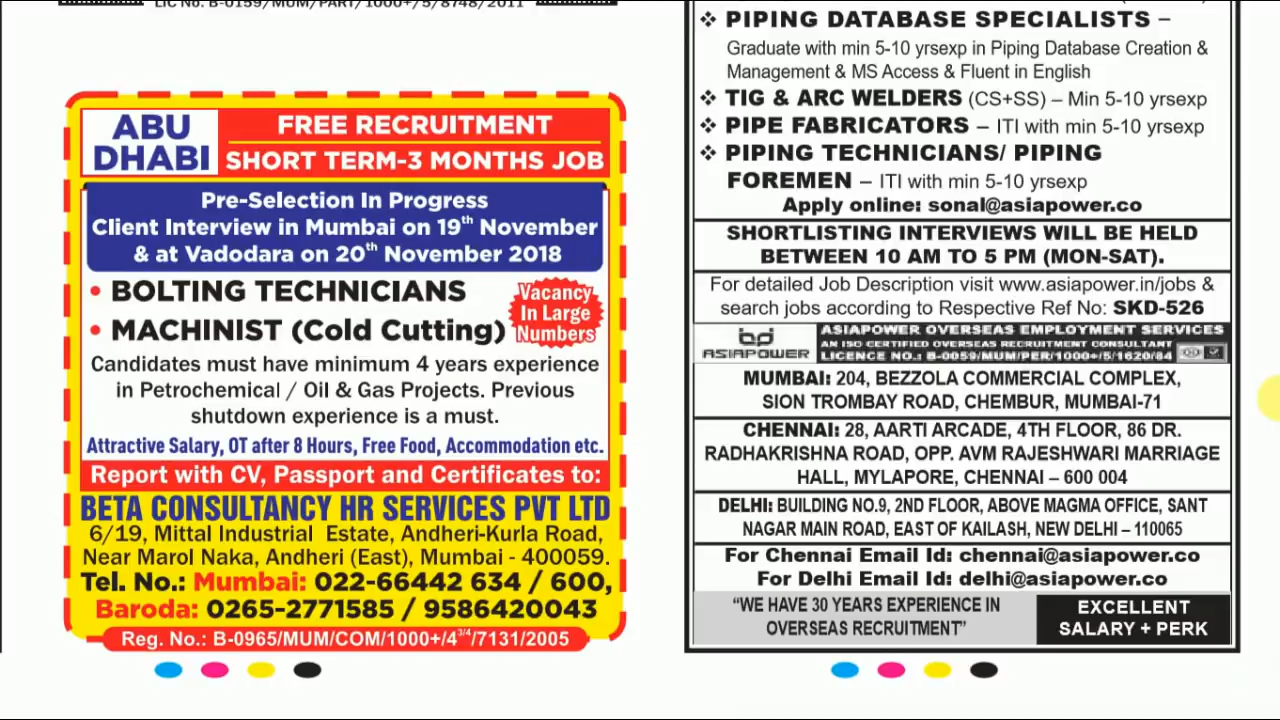 LIC No. B-0159/MUM/PART/1000+/5/8748/2011
ABU DHABI
FREE RECRUITMENT
SHORT TERM-3 MONTHS JOB
Pre-Selection In Progress
Client Interview in Mumbai on 19th November
& at Vadodara on 20th November 2018
• BOLTING TECHNICIANS
• MACHINIST (Cold Cutting)
Vacancy
In Large
Numbers
Candidates must have minimum 4 years experience
in Petrochemical / Oil & Gas Projects. Previous
shutdown experience is a must.
Attractive Salary, OT after 8 Hours, Free Food, Accommodation etc.
Report with CV, Passport and Certificates to:
BETA CONSULTANCY HR SERVICES PVT LTD
6/19, Mittal Industrial Estate, Andheri-Kurla Road,
Near Marol Naka, Andheri (East), Mumbai - 400059.
Tel. No.: Mumbai: 022-66442 634 / 600,
Baroda: 0265-2771585 / 9586420043
Reg. No.: B-0965/MUM/COM/1000+/4 3/4/7131/2005
❖ PIPING DATABASE SPECIALISTS –
Graduate with min 5-10 yrsexp in Piping Database Creation &
Management & MS Access & Fluent in English
❖ TIG & ARC WELDERS (CS+SS) – Min 5-10 yrsexp
❖ PIPE FABRICATORS – ITI with min 5-10 yrsexp
❖ PIPING TECHNICIANS/ PIPING
FOREMEN – ITI with min 5-10 yrsexp
Apply online: sonal@asiapower.co
SHORTLISTING INTERVIEWS WILL BE HELD
BETWEEN 10 AM TO 5 PM (MON-SAT).
For detailed Job Description visit www.asiapower.in/jobs &
search jobs according to Respective Ref No: SKD-526
ASIAPOWER
ASIAPOWER OVERSEAS EMPLOYMENT SERVICES
AN ISO CERTIFIED OVERSEAS RECRUITMENT CONSULTANT
LICENCE NO.: B-0059/MUM/PER/1000+/5/1620/84
MUMBAI: 204, BEZZOLA COMMERCIAL COMPLEX,
SION TROMBAY ROAD, CHEMBUR, MUMBAI-71
CHENNAI: 28, AARTI ARCADE, 4TH FLOOR, 86 DR.
RADHAKRISHNA ROAD, OPP. AVM RAJESHWARI MARRIAGE
HALL, MYLAPORE, CHENNAI – 600 004
DELHI: BUILDING NO.9, 2ND FLOOR, ABOVE MAGMA OFFICE, SANT
NAGAR MAIN ROAD, EAST OF KAILASH, NEW DELHI – 110065
For Chennai Email Id: chennai@asiapower.co
For Delhi Email Id: delhi@asiapower.co
“WE HAVE 30 YEARS EXPERIENCE IN
OVERSEAS RECRUITMENT”
EXCELLENT
SALARY + PERK